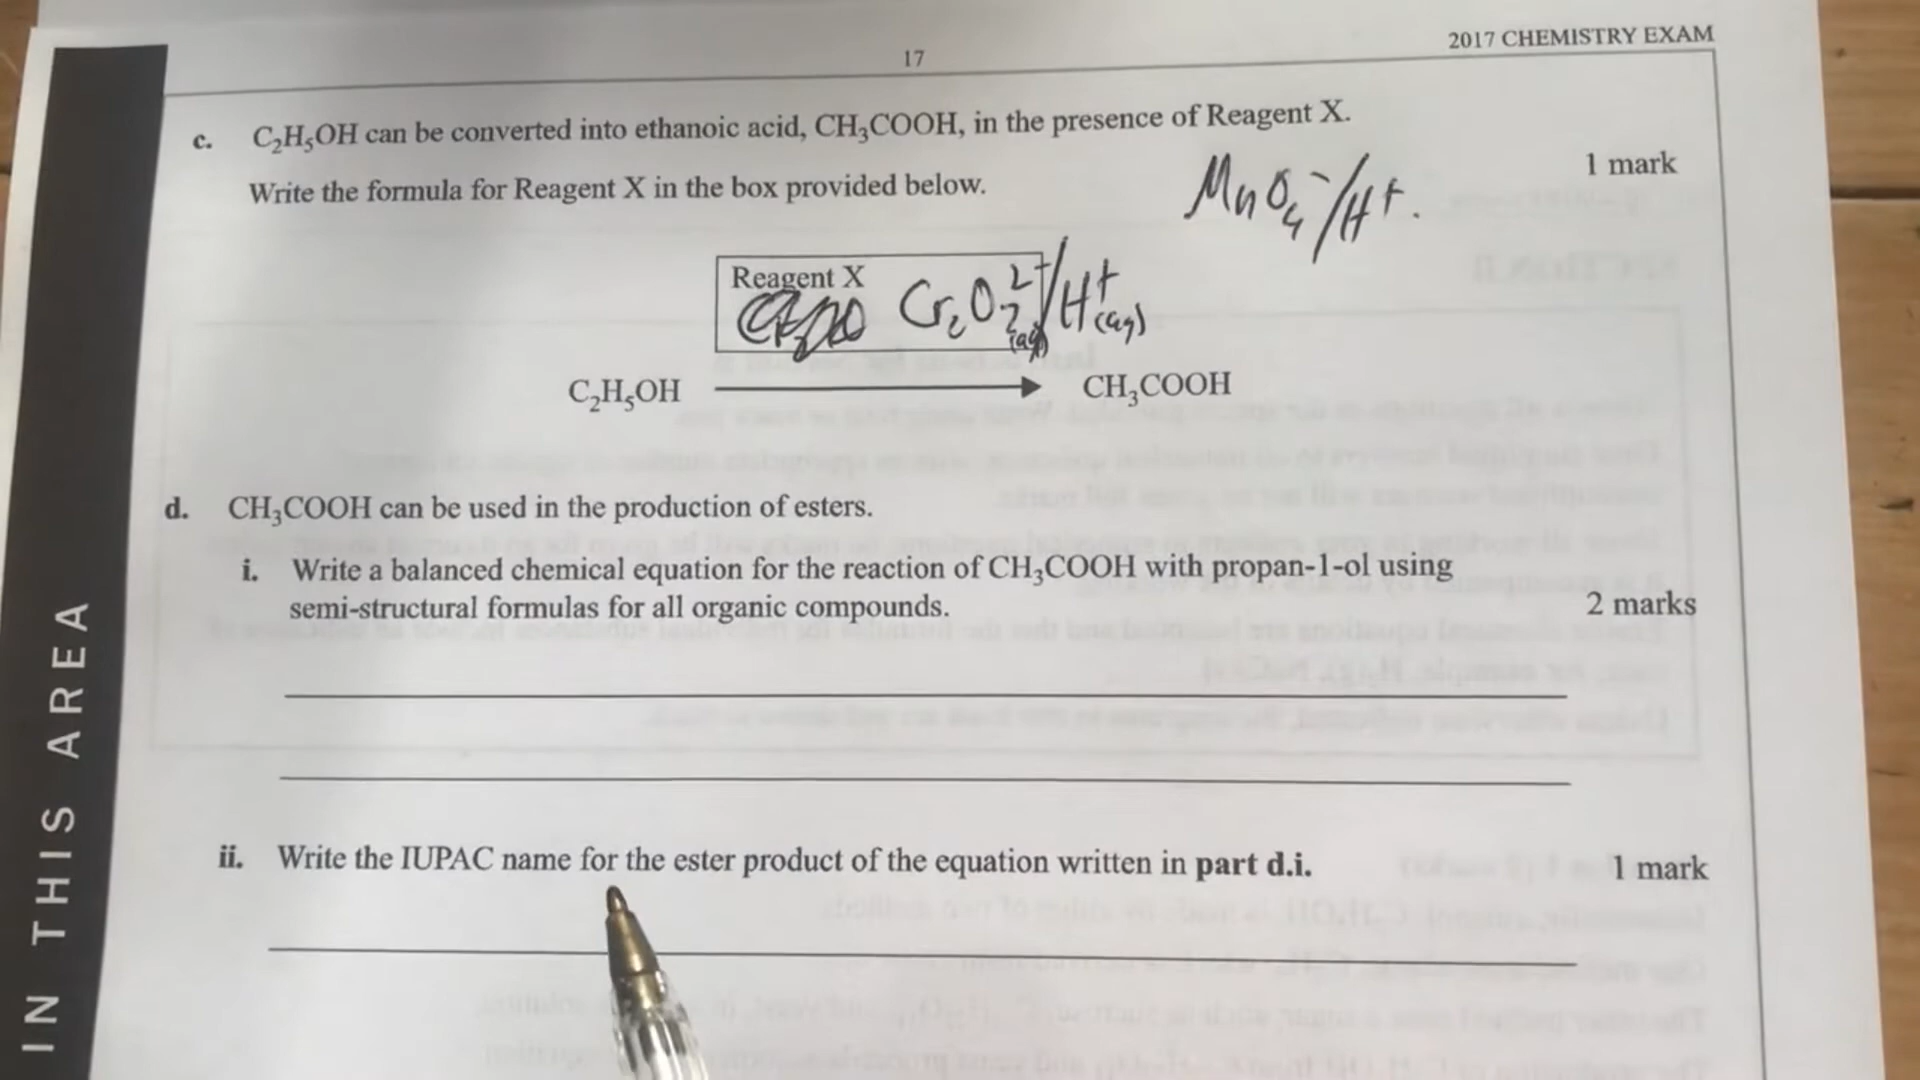 17
2017 CHEMISTRY EXAM
c. C₂H₅OH can be converted into ethanoic acid, CH₃COOH, in the presence of Reagent X.
Write the formula for Reagent X in the box provided below.
1 mark
MnO₄⁻/H⁺.
Reagent X
Cr₂O₇²⁻(aq)/H⁺(aq)
C₂H₅OH
CH₃COOH
d. CH₃COOH can be used in the production of esters.
i. Write a balanced chemical equation for the reaction of CH₃COOH with propan-1-ol using
semi-structural formulas for all organic compounds.
2 marks
ii. Write the IUPAC name for the ester product of the equation written in part d.i.
1 mark
IN THIS AREA